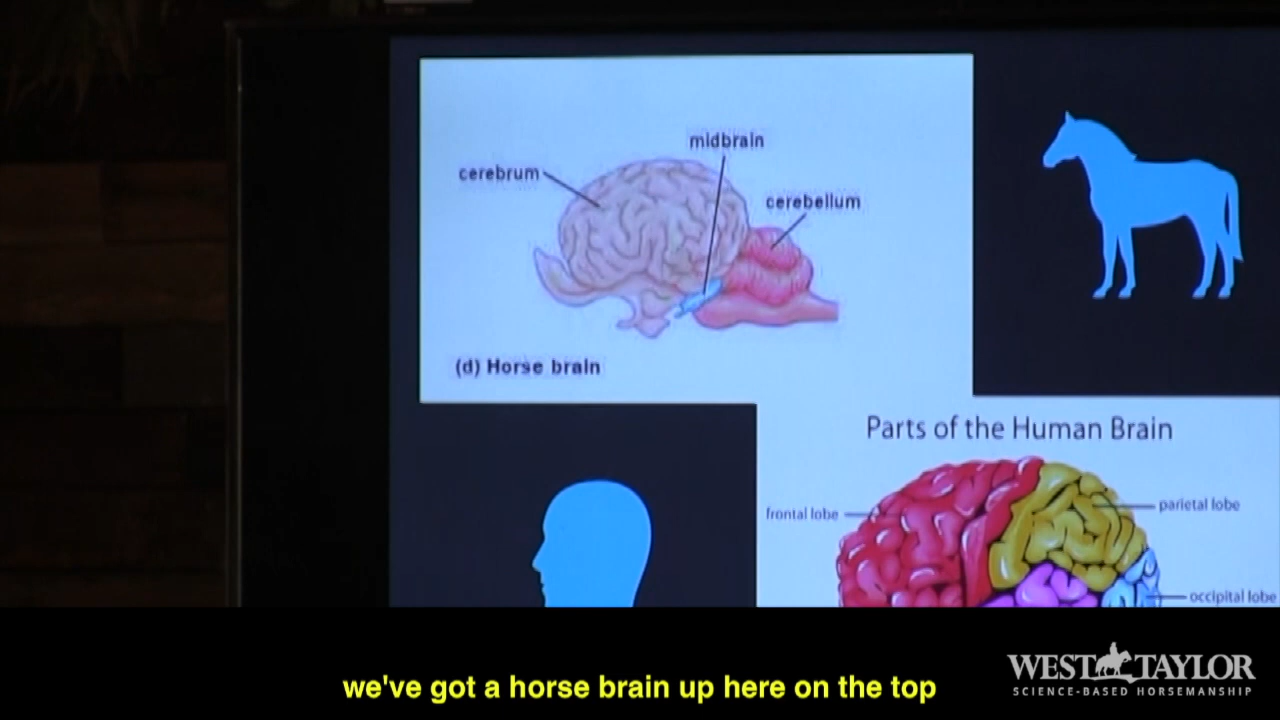 midbrain
cerebrum
cerebellum
(d) Horse brain
Parts of the Human Brain
frontal lobe
parietal lobe
occipital lobe
we've got a horse brain up here on the top
WEST TAYLOR
SCIENCE-BASED HORSEMANSHIP